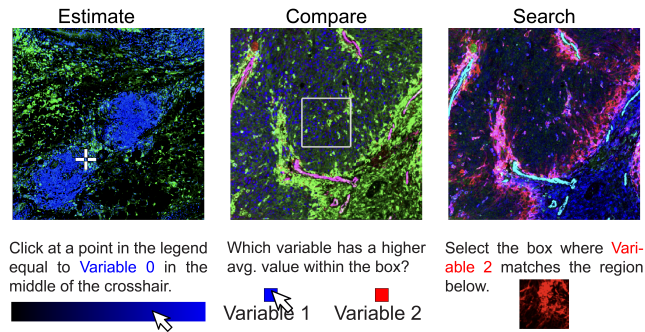 Estimate
Compare
Search
Click at a point in the legend
equal to Variable 0 in the
middle of the crosshair.
Which variable has a higher
avg. value within the box?
Variable 1
Variable 2
Select the box where Vari-
able 2 matches the region
below.